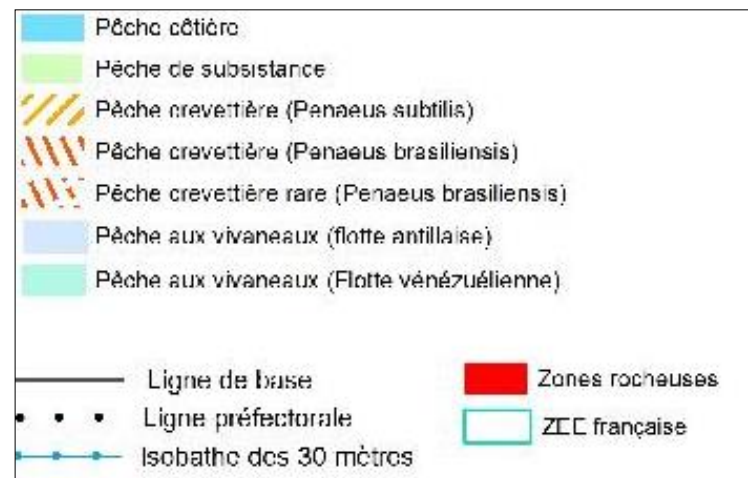 Pêche côtière
Pêche de subsistance
Pêche crevettière (Penaeus subtilis)
Pêche crevettière (Penaeus brasiliensis)
Pêche crevettière rare (Penaeus brasiliensis)
Pêche aux vivaneaux (flotte antillaise)
Pêche aux vivaneaux (Flotte vénézuélienne)
Ligne de base
Ligne préfectorale
Isobathe des 30 mètres
Zones rocheuses
ZEE française